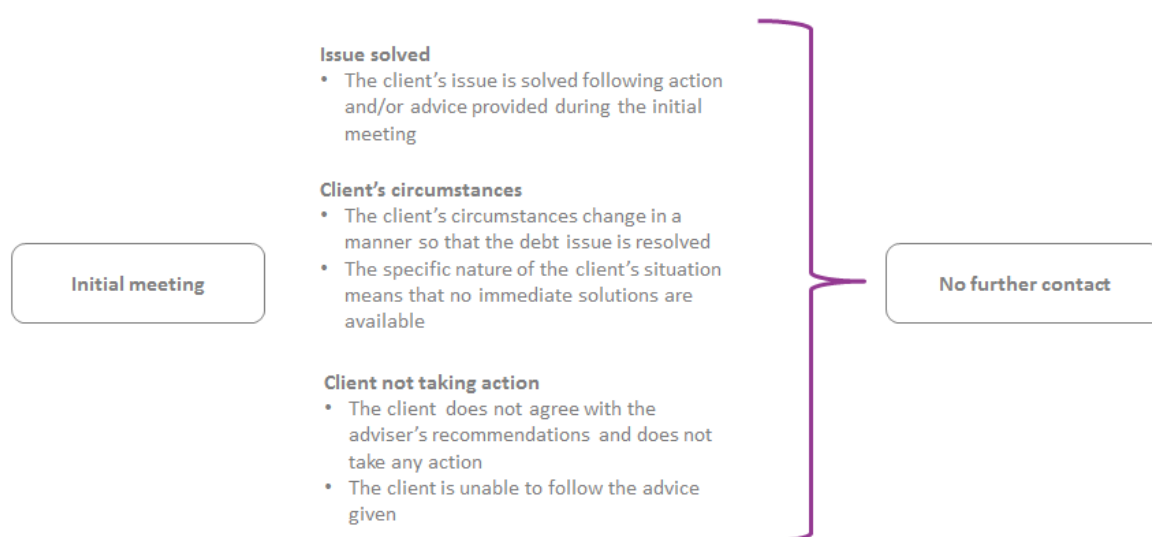 Issue solved
• The client’s issue is solved following action
and/or advice provided during the initial
meeting
Client’s circumstances
• The client’s circumstances change in a
manner so that the debt issue is resolved
• The specific nature of the client’s situation
means that no immediate solutions are
available
Initial meeting
No further contact
Client not taking action
• The client does not agree with the
adviser’s recommendations and does not
take any action
• The client is unable to follow the advice
given